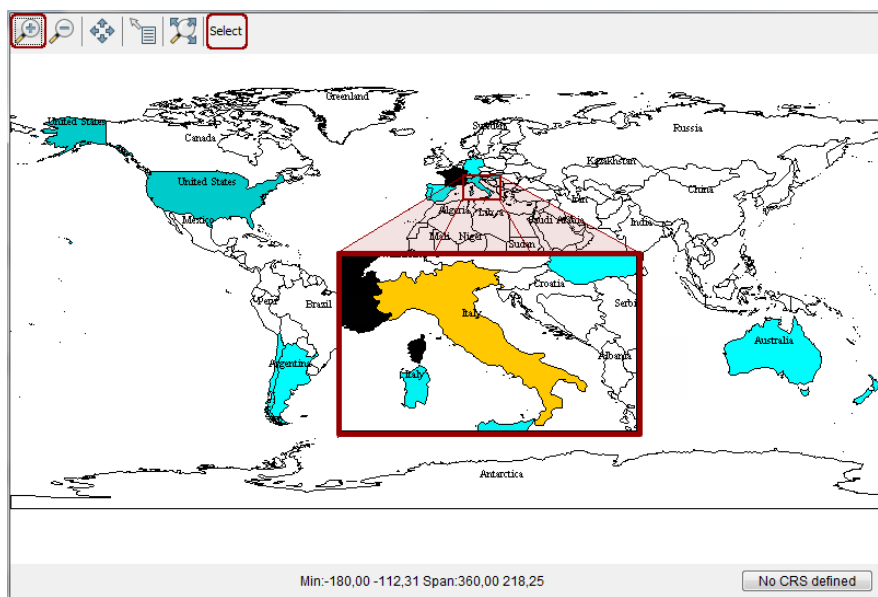 Select
Greenland
United States
Canada
Sweden
Russia
Kazakhstan
United States
China
Mexico
Algeria
Libya
Iran
Saudi Arabia
India
Mali
Niger
Sudan
Croatia
Peru
Brazil
Italy
Serbi
Australia
Albania
Argentina
Italy
Antarctica
Min:-180,00 -112,31 Span:360,00 218,25
No CRS defined